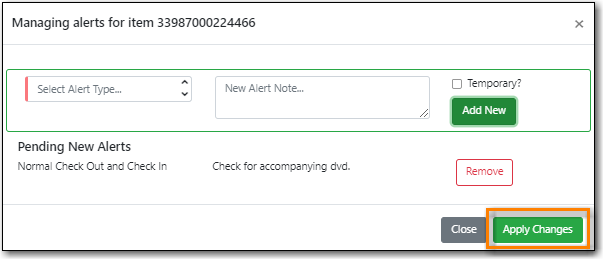 Managing alerts for item 33987000224466 ×
Select Alert Type... New Alert Note... Temporary?
Add New
Pending New Alerts
Normal Check Out and Check In Check for accompanying dvd. Remove
Close Apply Changes